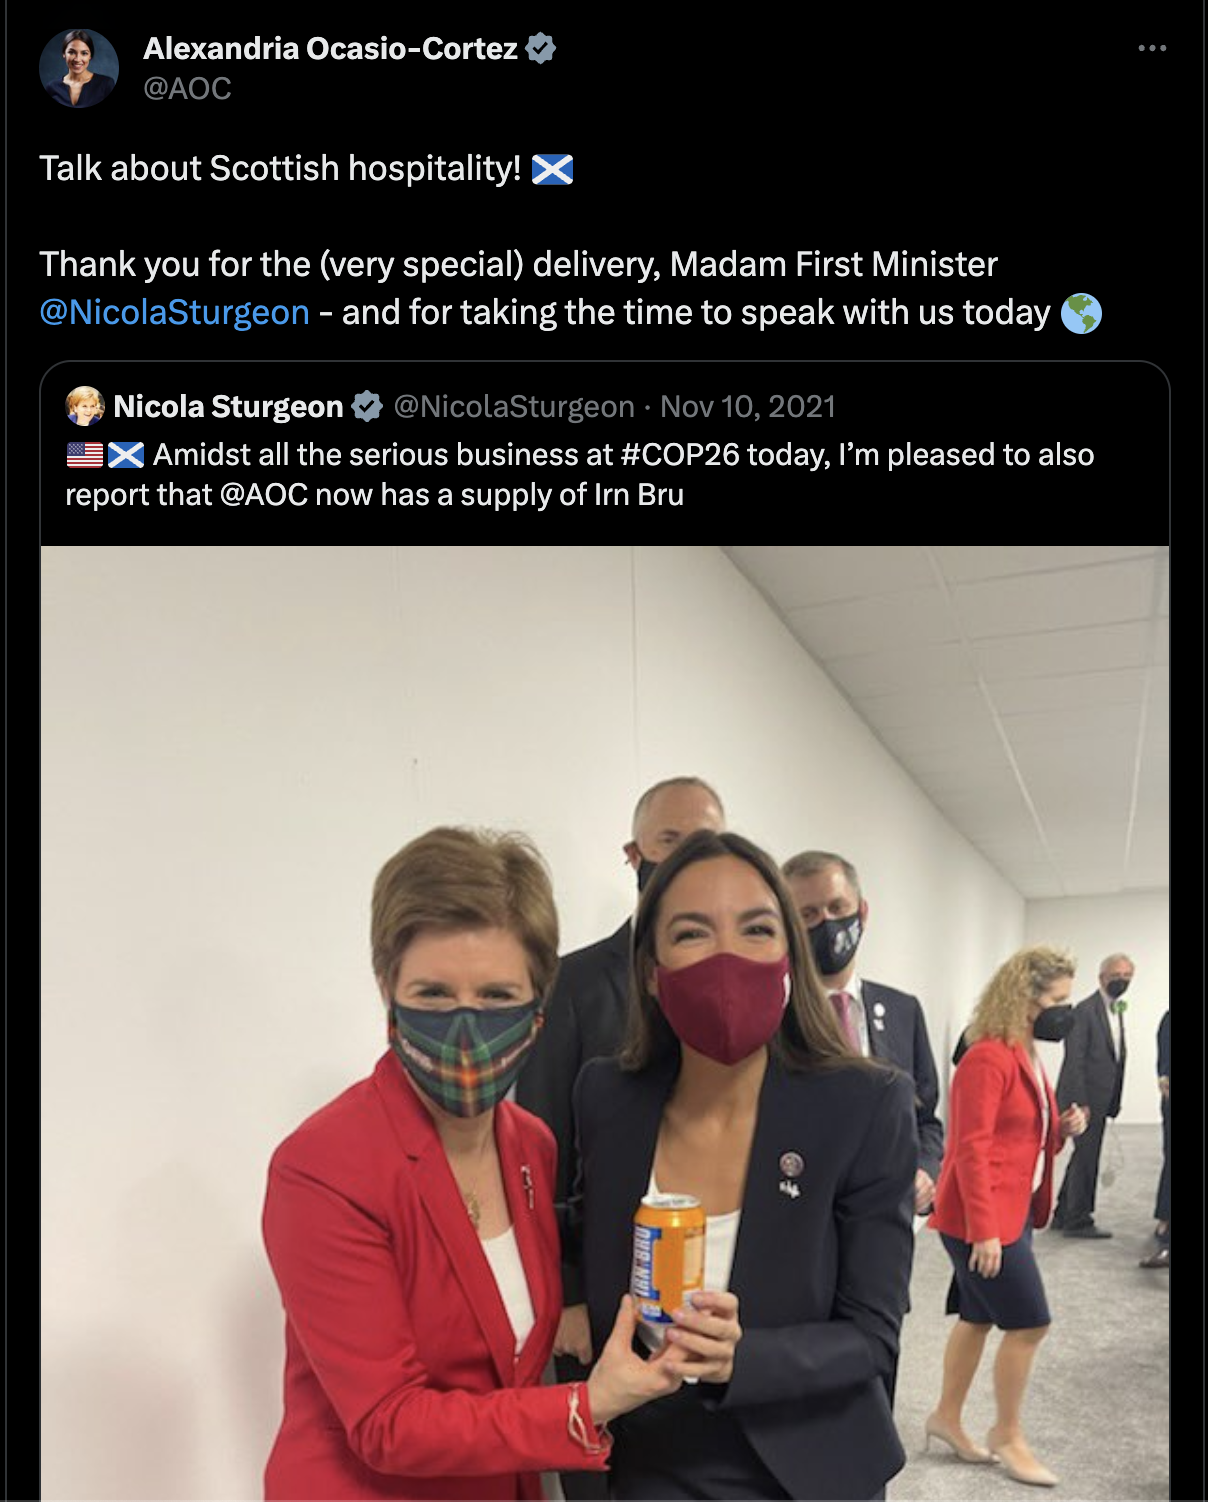 Alexandria Ocasio-Cortez
@AOC
Talk about Scottish hospitality! 🏴󠁧󠁢󠁳󠁣󠁴󠁿
Thank you for the (very special) delivery, Madam First Minister
@NicolaSturgeon - and for taking the time to speak with us today 🌎
Nicola Sturgeon @NicolaSturgeon · Nov 10, 2021
🇺🇸🏴󠁧󠁢󠁳󠁣󠁴󠁿 Amidst all the serious business at #COP26 today, I’m pleased to also
report that @AOC now has a supply of Irn Bru
IRN-BRU